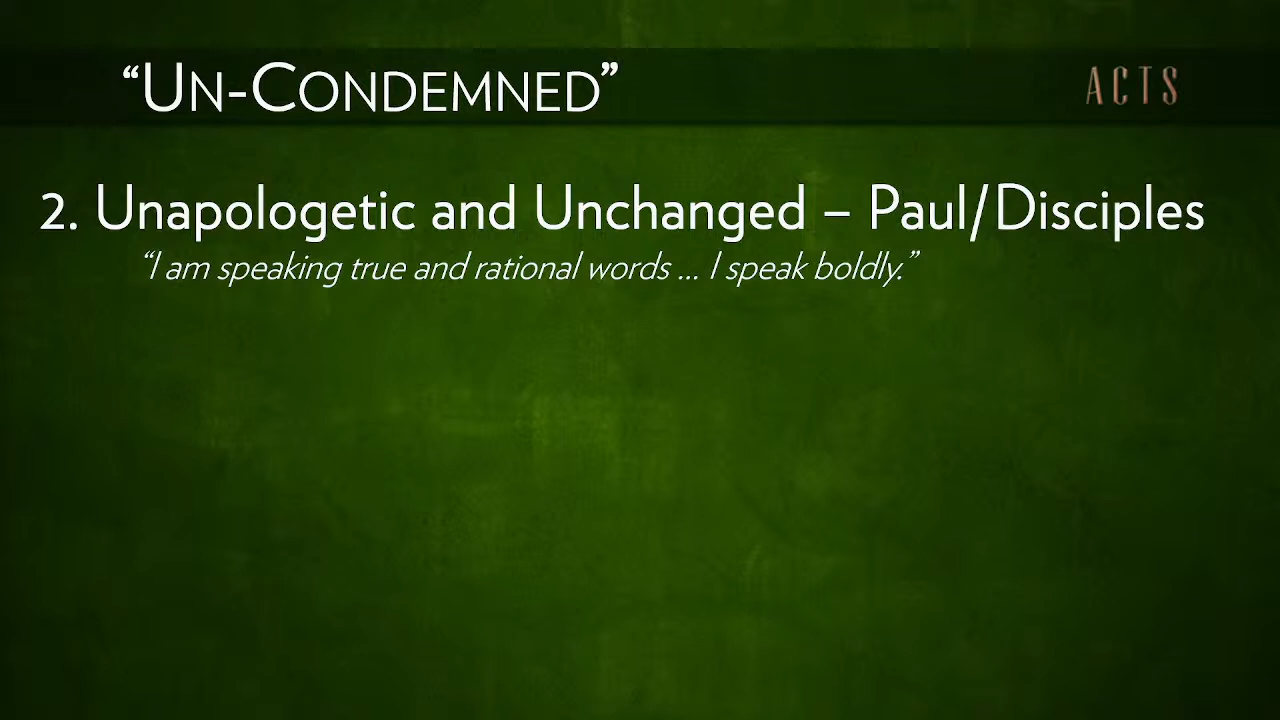 “UN-CONDEMNED”
ACTS
2. Unapologetic and Unchanged – Paul/Disciples
“I am speaking true and rational words ... I speak boldly.”